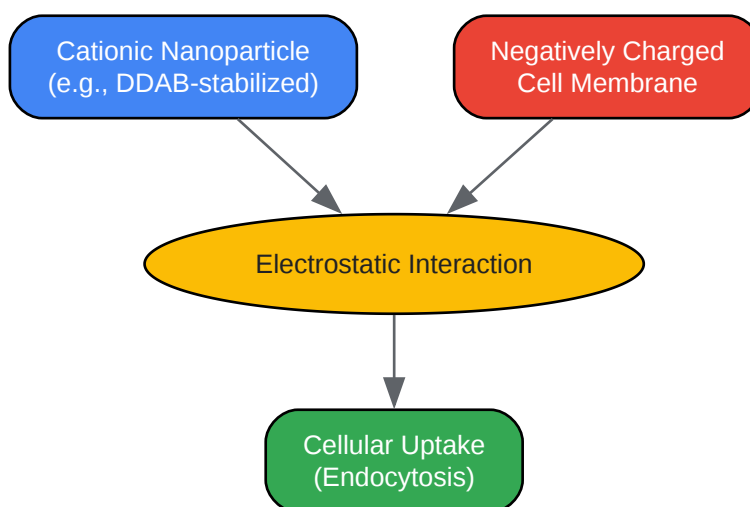 Cationic Nanoparticle
(e.g., DDAB-stabilized)
Negatively Charged
Cell Membrane
Electrostatic Interaction
Cellular Uptake
(Endocytosis)